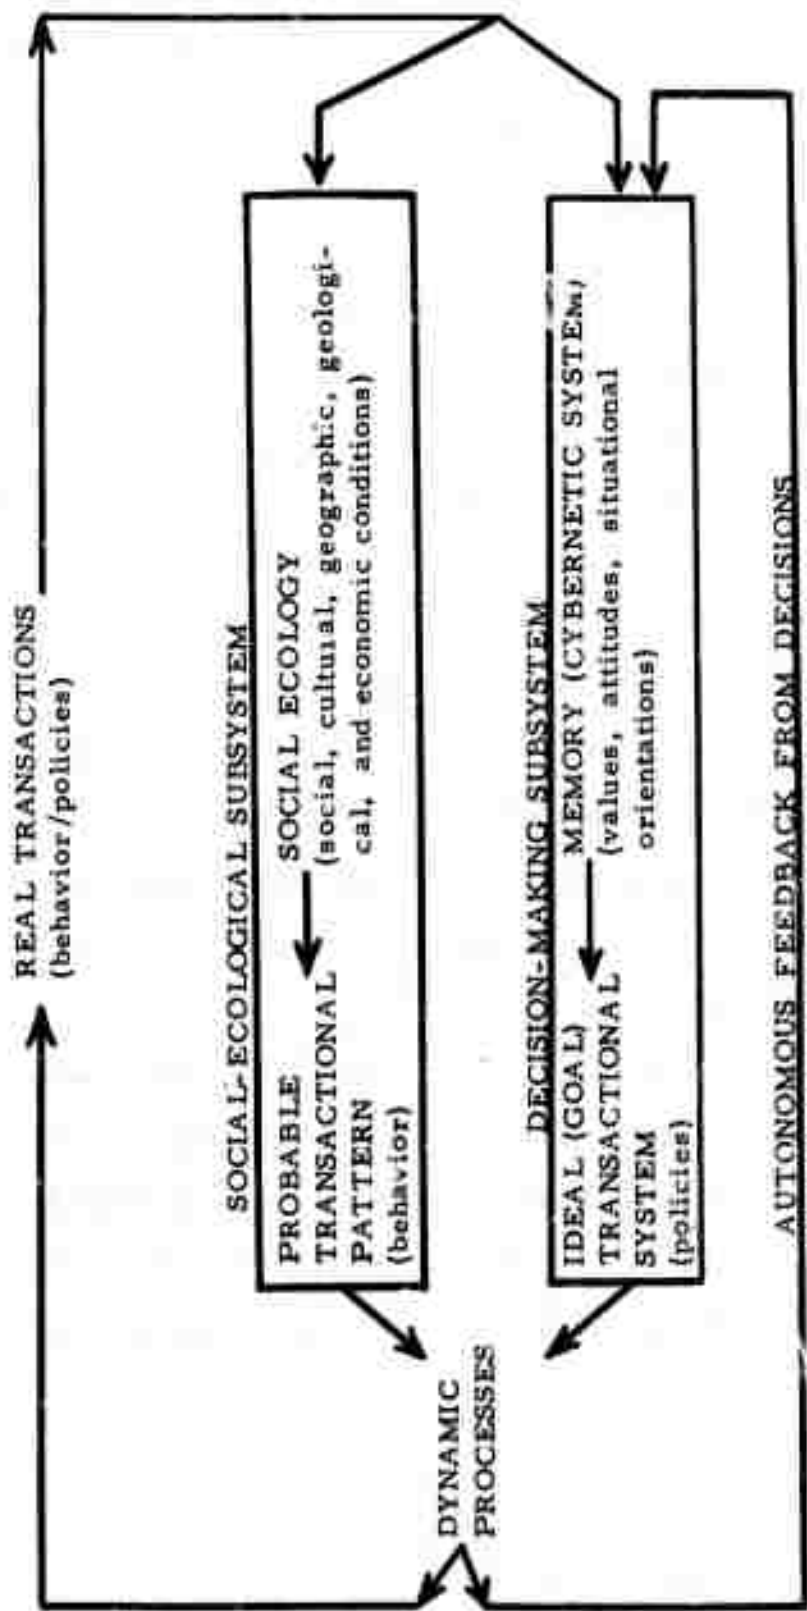 REAL TRANSACTIONS
(behavior/policies)
SOCIAL-ECOLOGICAL SUBSYSTEM
PROBABLE
TRANSACTIONAL
PATTERN
(behavior)
SOCIAL ECOLOGY
(social, cultural, geographic, geologi-
cal, and economic conditions)
DYNAMIC
PROCESSES
DECISION-MAKING SUBSYSTEM
IDEAL (GOAL)
TRANSACTIONAL
SYSTEM
(policies)
MEMORY (CYBERNETIC SYSTEM)
(values, attitudes, situational
orientations)
AUTONOMOUS FEEDBACK FROM DECISIONS